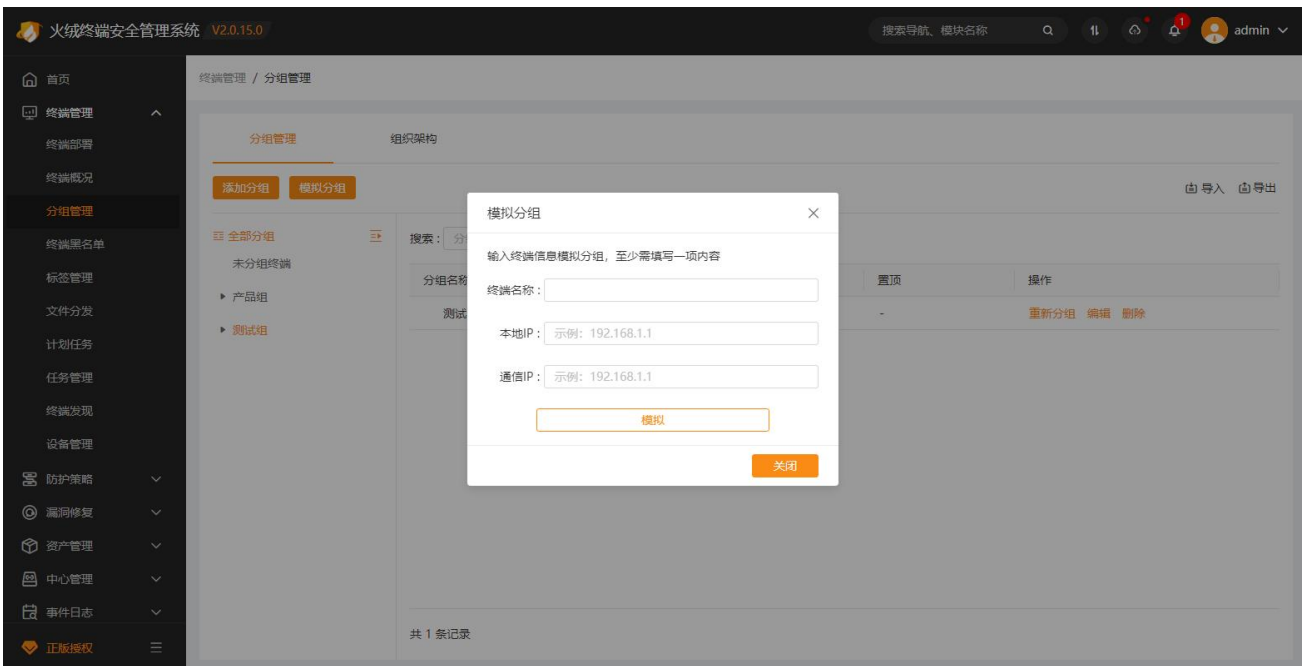 火绒终端安全管理系统 V2.0.15.0
搜索导航、模块名称
1
admin
首页
终端管理
终端部署
终端概况
分组管理
终端黑名单
标签管理
文件分发
计划任务
任务管理
终端发现
设备管理
防护策略
漏洞修复
资产管理
中心管理
事件日志
正版授权
终端管理 / 分组管理
分组管理 组织架构
添加分组 模拟分组
导入 导出
全部分组
未分组终端
产品组
测试组
搜索: 分
分组名称 置顶 操作
测试 - 重新分组 编辑 删除
共 1 条记录
模拟分组
输入终端信息模拟分组，至少需填写一项内容
终端名称:
本地IP: 示例: 192.168.1.1
通信IP: 示例: 192.168.1.1
模拟
关闭